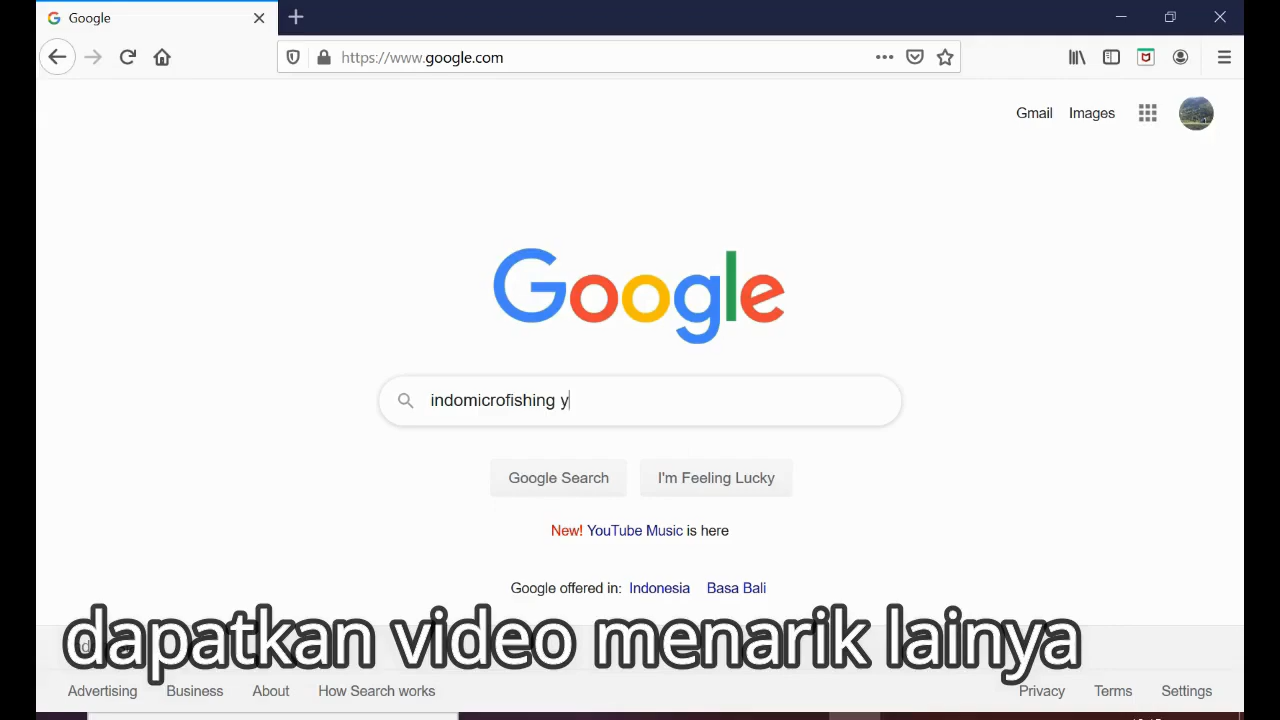 Google
https://www.google.com
Gmail Images
Google
indomicrofishing y
Google Search I'm Feeling Lucky
New! YouTube Music is here
Google offered in: Indonesia Basa Bali
dapatkan video menarik lainya
Advertising Business About How Search works Privacy Terms Settings